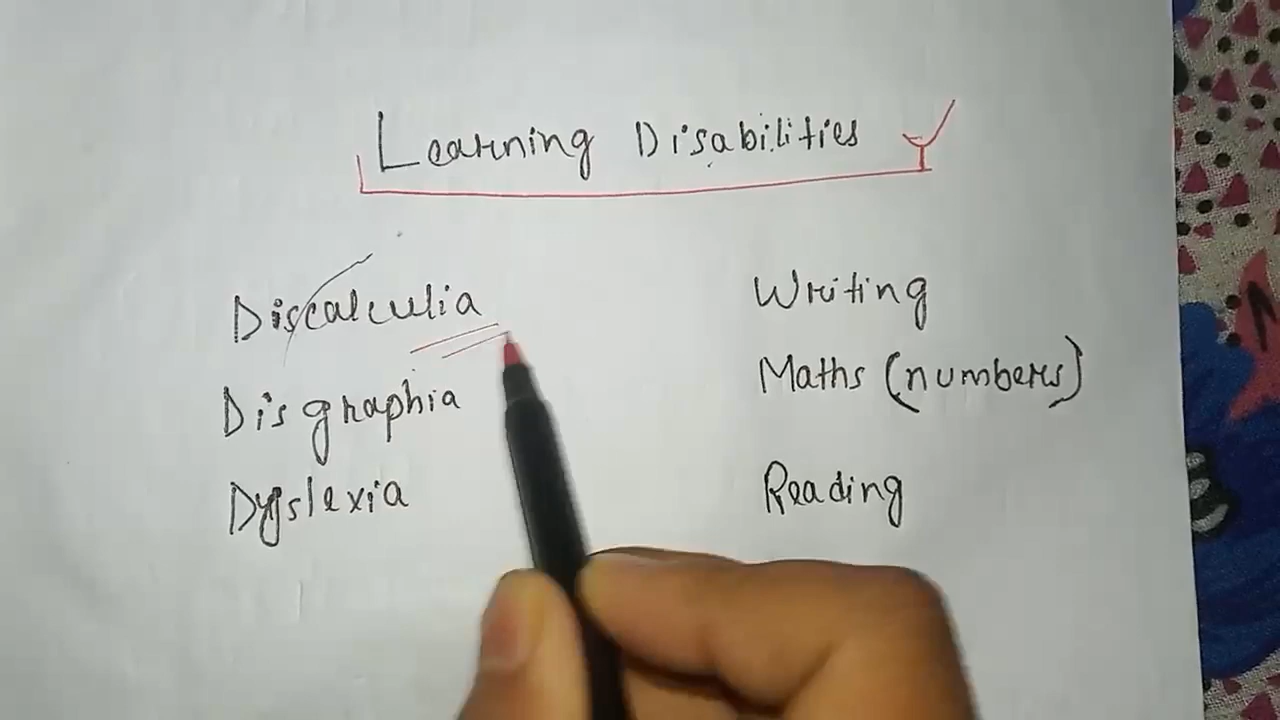 Learning Disabilities
Discalculia Writing
Disgraphia Maths (numbers)
Dyslexia Reading